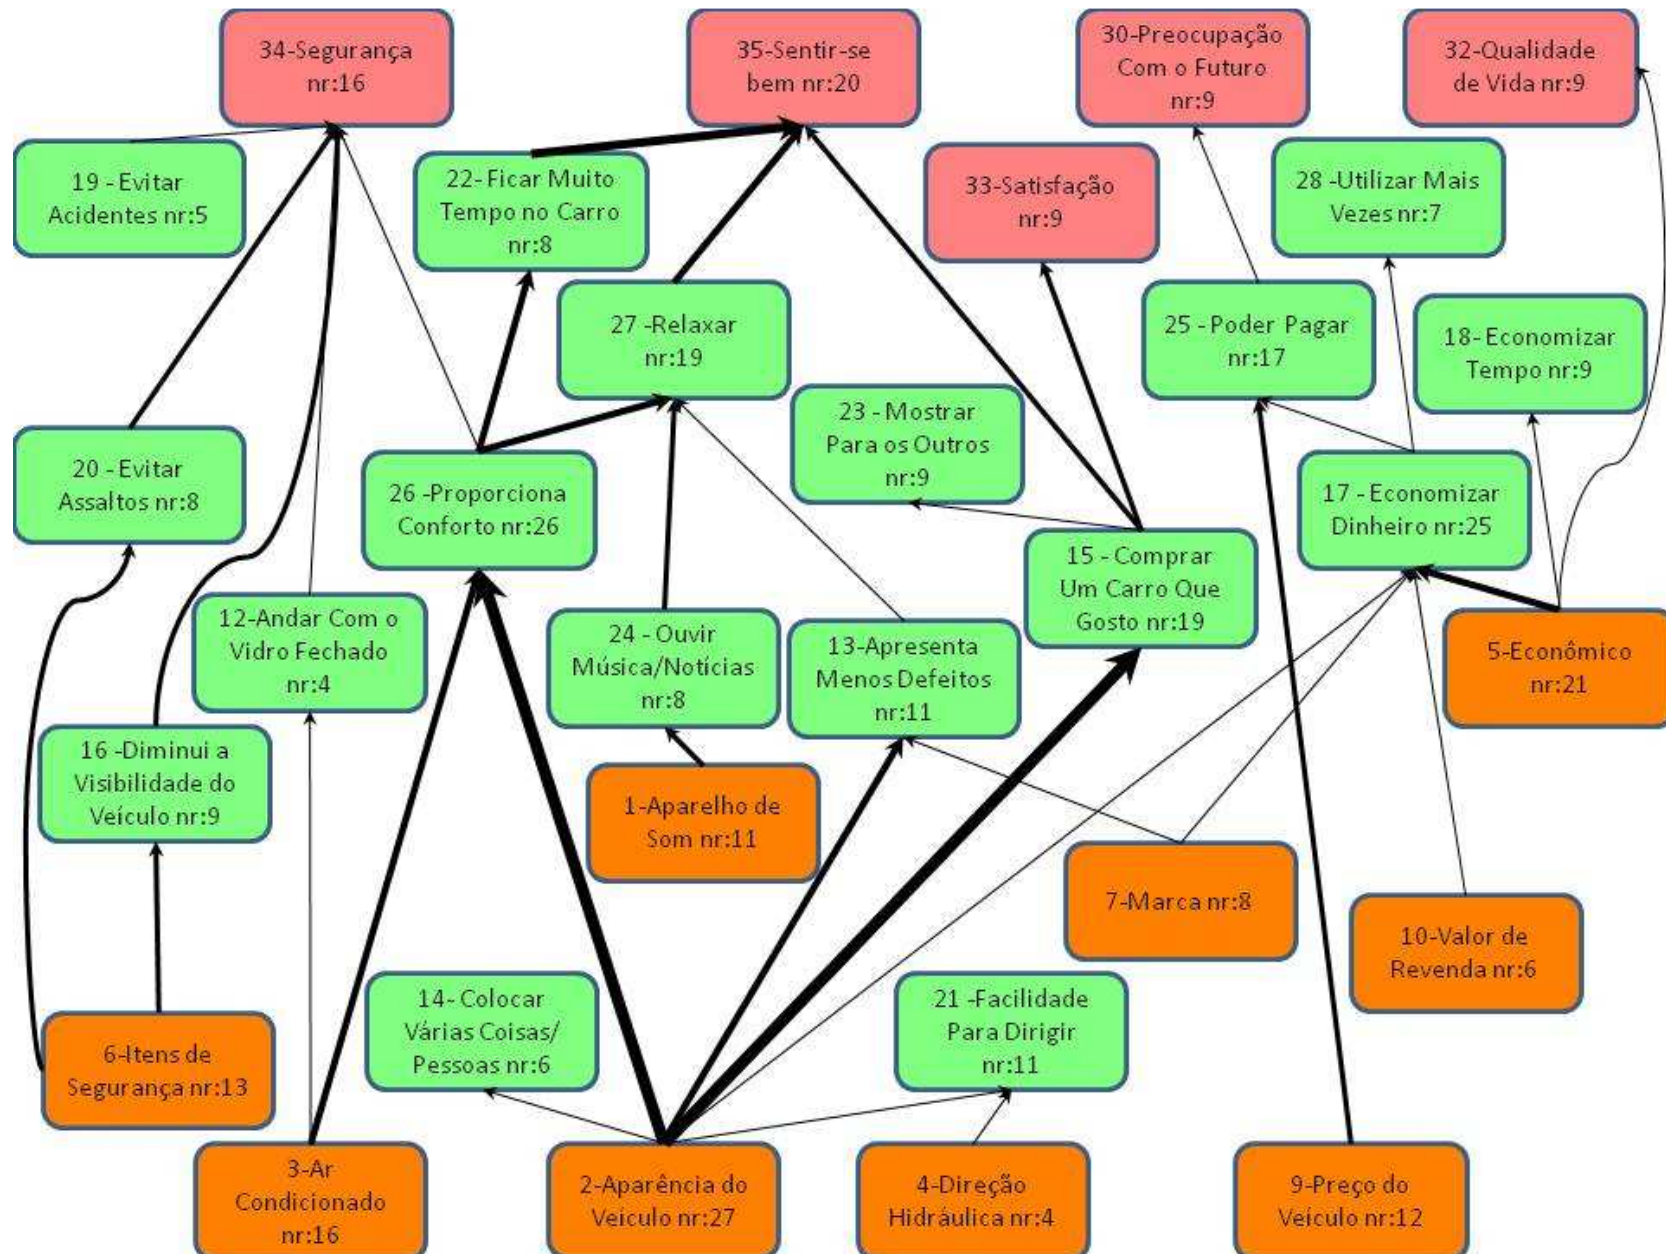 34-Segurança
nr:16
35-Sentir-se
bem nr:20
30-Preocupação
Com o Futuro
nr:9
32-Qualidade
de Vida nr:9
19 - Evitar
Acidentes nr:5
22- Ficar Muito
Tempo no Carro
nr:8
33-Satisfação
nr:9
28 -Utilizar Mais
Vezes nr:7
27 -Relaxar
nr:19
25 - Poder Pagar
nr:17
18- Economizar
Tempo nr:9
20 - Evitar
Assaltos nr:8
26 -Proporciona
Conforto nr:26
23 - Mostrar
Para os Outros
nr:9
17 - Economizar
Dinheiro nr:25
15 - Comprar
Um Carro Que
Gosto nr:19
12-Andar Com o
Vidro Fechado
nr:4
24 - Ouvir
Música/Notícias
nr:8
13-Apresenta
Menos Defeitos
nr:11
5-Econômico
nr:21
16 -Diminui a
Visibilidade do
Veículo nr:9
1-Aparelho de
Som nr:11
7-Marca nr:8
10-Valor de
Revenda nr:6
14- Colocar
Várias Coisas/
Pessoas nr:6
21 -Facilidade
Para Dirigir
nr:11
6-Itens de
Segurança nr:13
3-Ar
Condicionado
nr:16
2-Aparência do
Veículo nr:27
4-Direção
Hidráulica nr:4
9-Preço do
Veículo nr:12